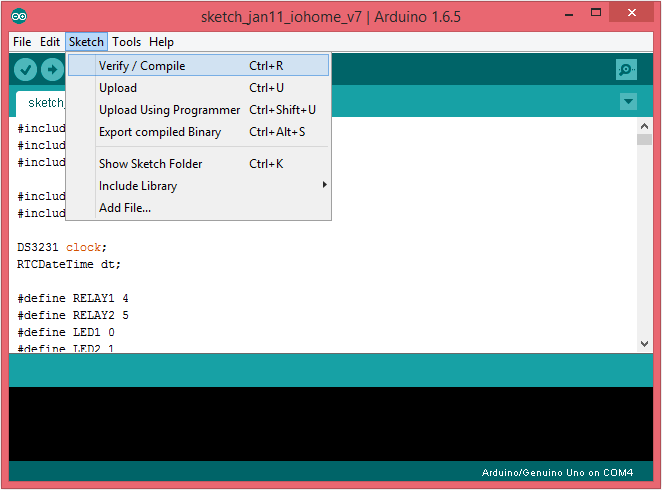 sketch_jan11_iohome_v7 | Arduino 1.6.5
File Edit Sketch Tools Help
Verify / Compile Ctrl+R
Upload Ctrl+U
Upload Using Programmer Ctrl+Shift+U
Export compiled Binary Ctrl+Alt+S
Show Sketch Folder Ctrl+K
Include Library
Add File...
sketch_
#includ
#includ
#includ
#includ
#includ
DS3231 clock;
RTCDateTime dt;
#define RELAY1 4
#define RELAY2 5
#define LED1 0
#define LED2 1
Arduino/Genuino Uno on COM4